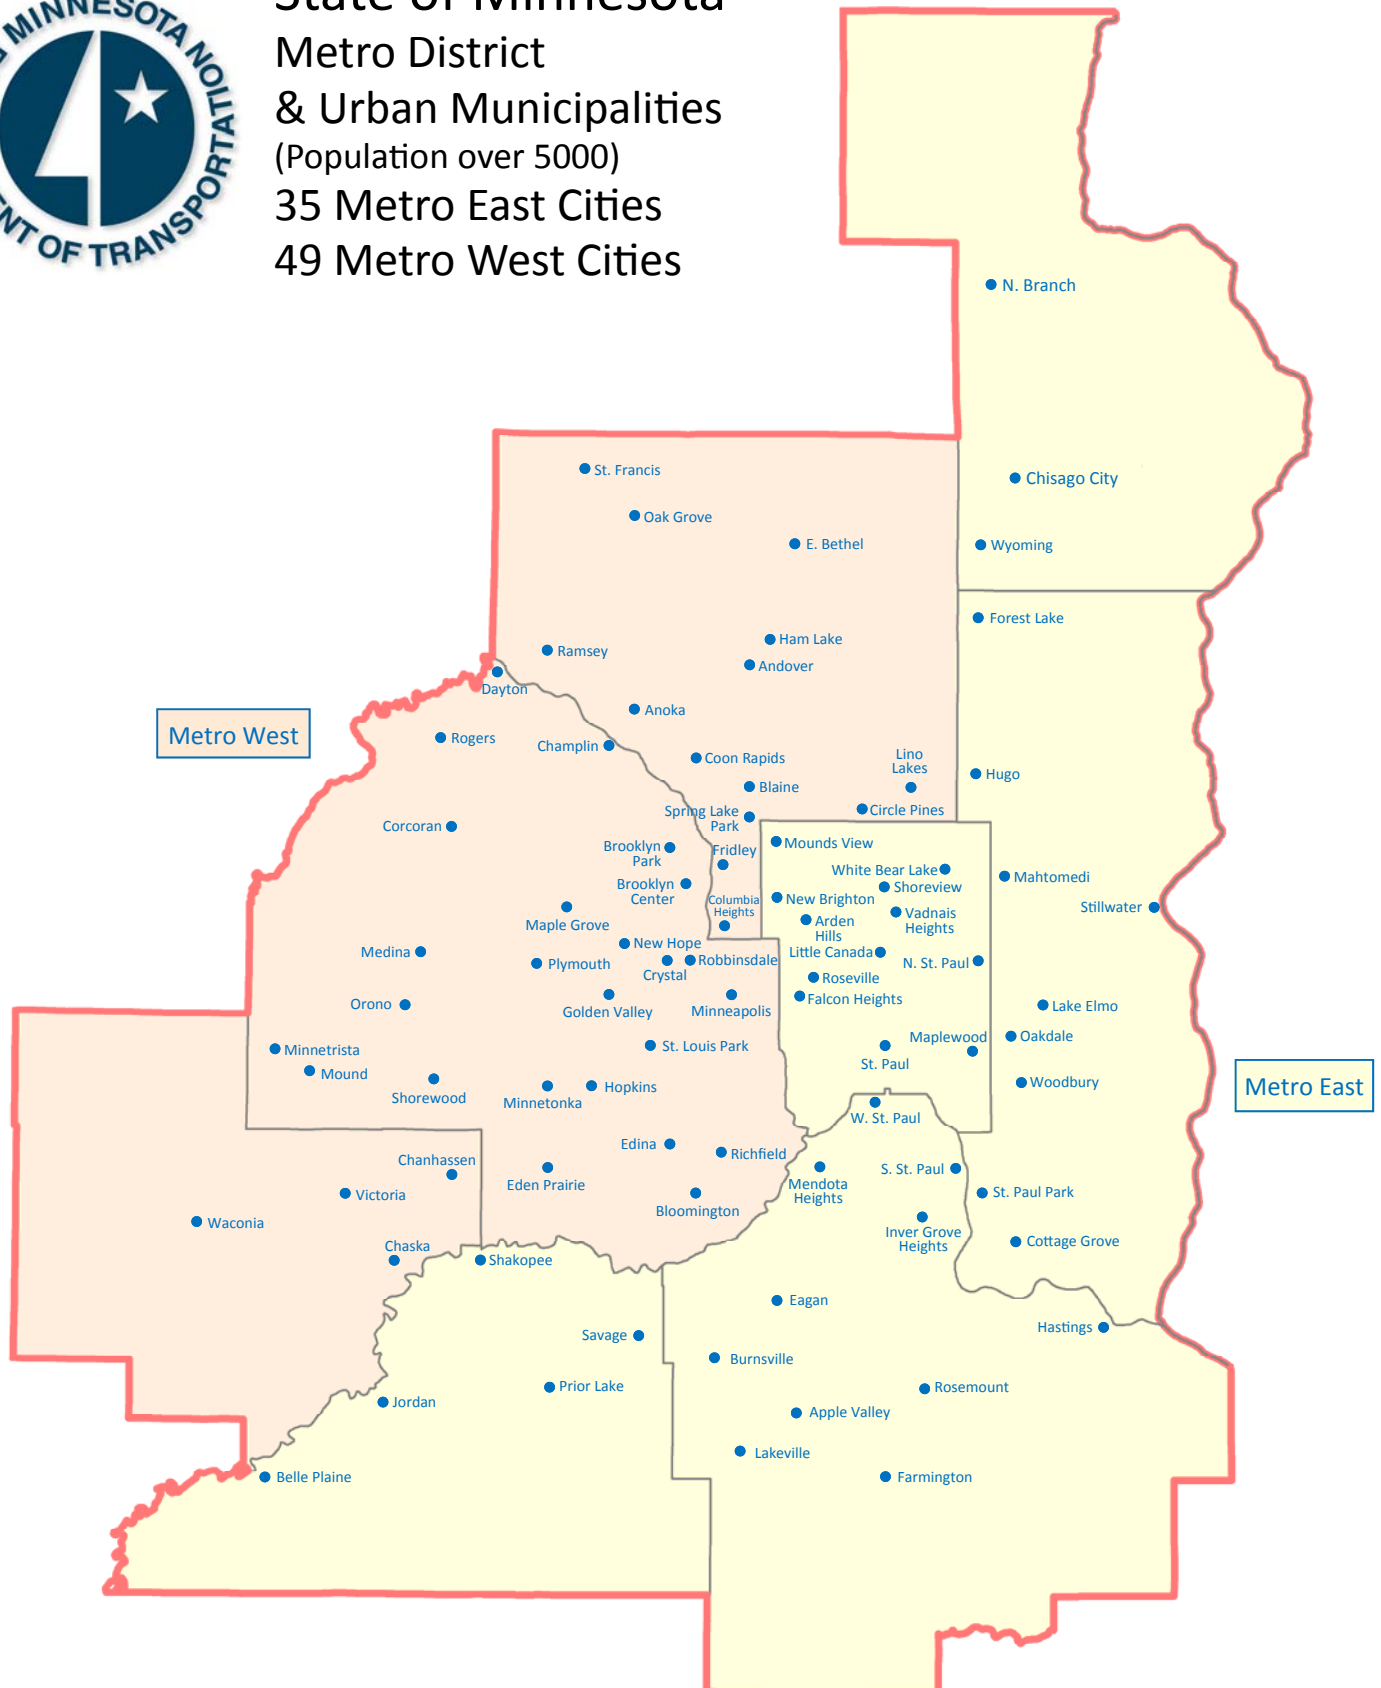 MINNESOTA
OF TRANSPORTATION
State of Minnesota
Metro District
& Urban Municipalities
(Population over 5000)
35 Metro East Cities
49 Metro West Cities
N. Branch
St. Francis
Chisago City
Oak Grove
E. Bethel
Wyoming
Forest Lake
Ham Lake
Ramsey
Andover
Dayton
Anoka
Metro West
Rogers
Champlin
Coon Rapids
Lino
Lakes
Hugo
Blaine
Circle Pines
Spring Lake
Park
Corcoran
Mounds View
Brooklyn
Park
Fridley
White Bear Lake
Mahtomedi
Shoreview
Brooklyn
Center
Columbia
Heights
New Brighton
Stillwater
Vadnais
Heights
Arden
Hills
Maple Grove
New Hope
Medina
Little Canada
Robbinsdale
Plymouth
N. St. Paul
Crystal
Roseville
Falcon Heights
Orono
Lake Elmo
Golden Valley
Minneapolis
Oakdale
Maplewood
St. Louis Park
Minnetrista
St. Paul
Mound
Woodbury
Metro East
Hopkins
Shorewood
Minnetonka
W. St. Paul
Edina
Richfield
Chanhassen
S. St. Paul
Eden Prairie
Mendota
Heights
St. Paul Park
Victoria
Bloomington
Waconia
Inver Grove
Heights
Cottage Grove
Chaska
Shakopee
Eagan
Hastings
Savage
Burnsville
Prior Lake
Rosemount
Jordan
Apple Valley
Lakeville
Belle Plaine
Farmington